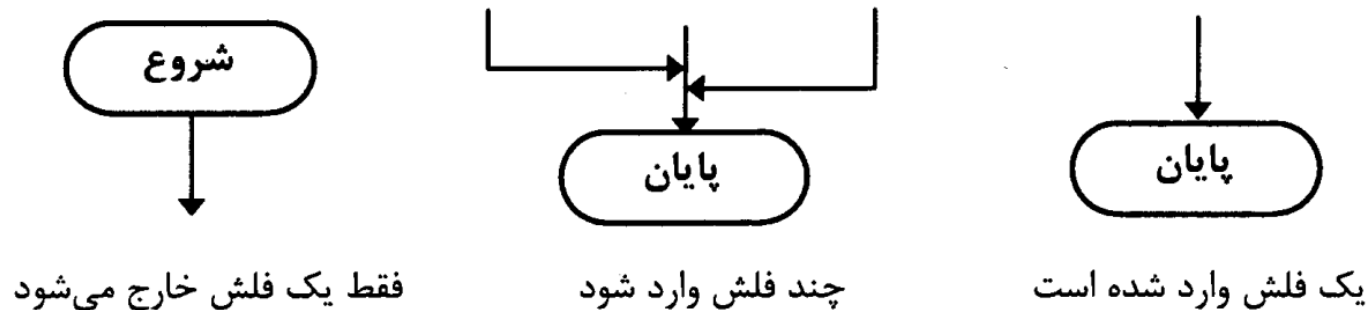 شروع
پایان
پایان
یک فلش وارد شده است
چند فلش وارد شود
فقط یک فلش خارج می‌شود